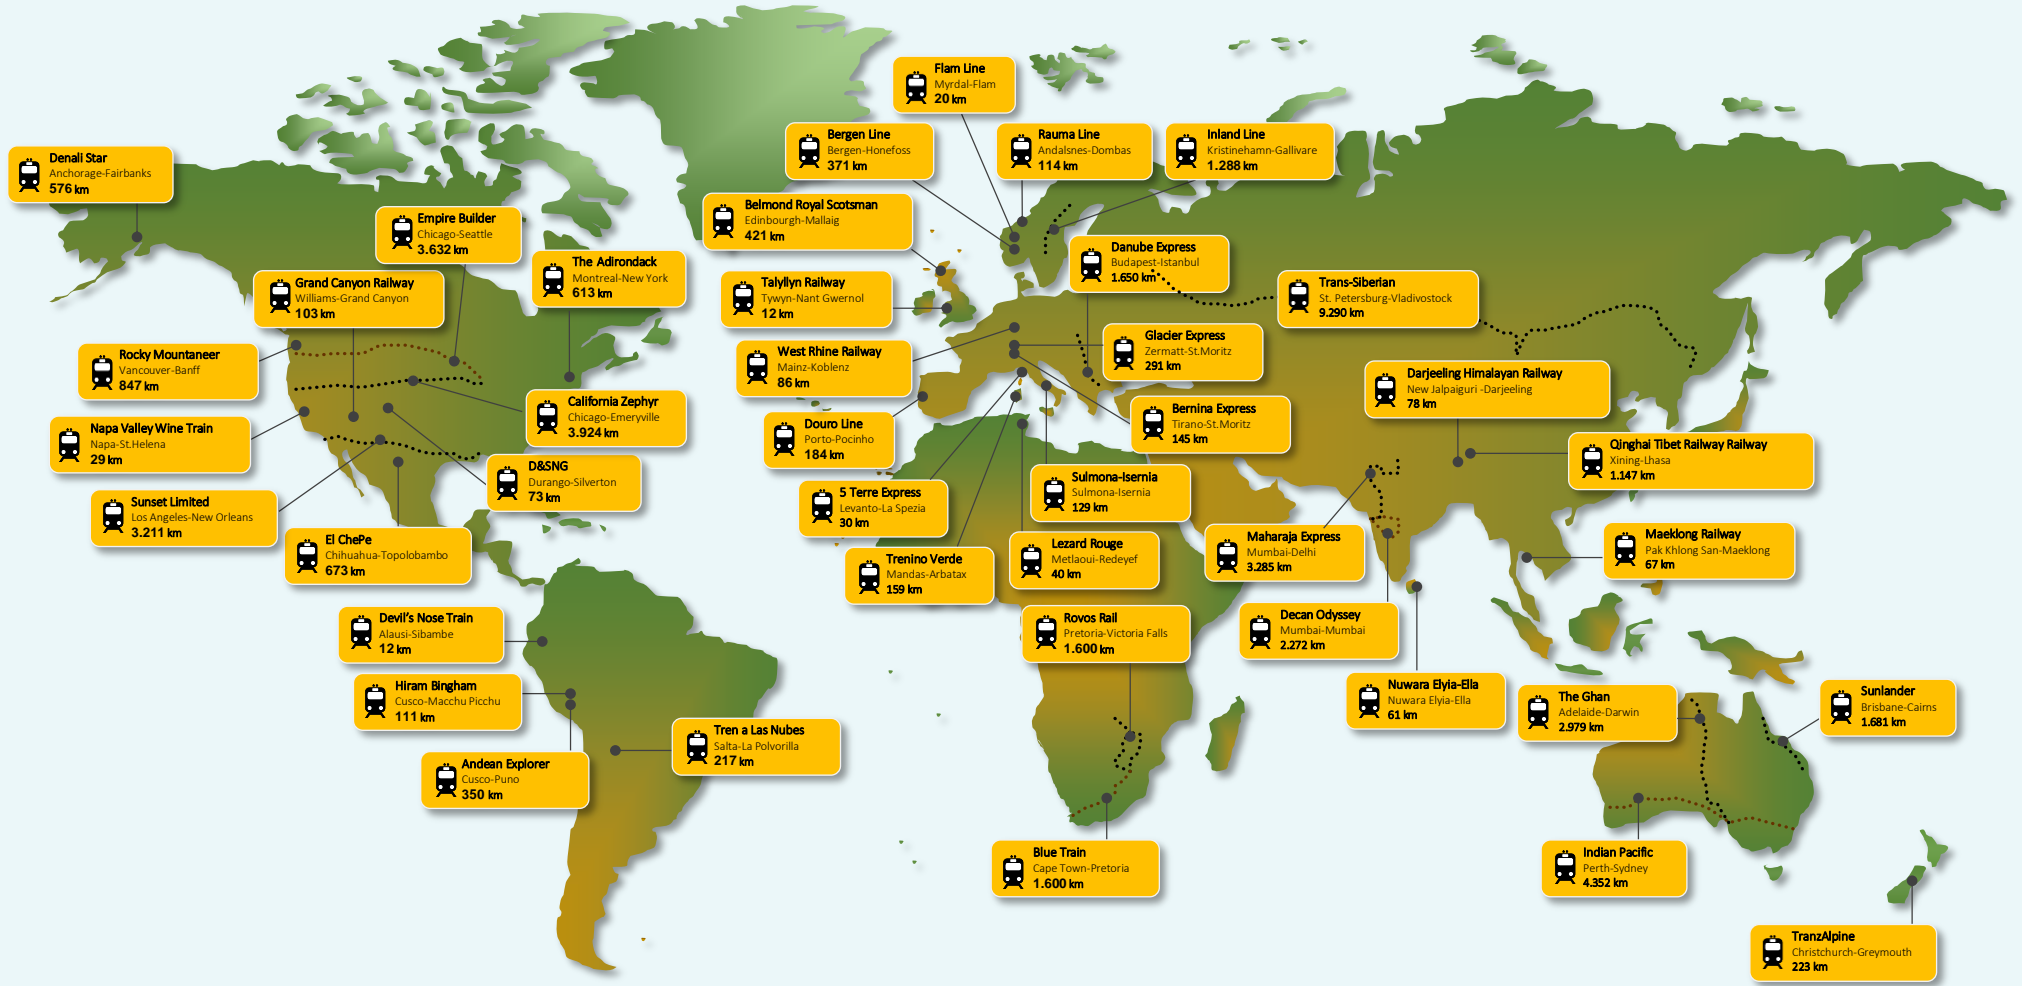 Flam Line
Myrdal-Flam
20 km
Bergen Line
Bergen-Honefoss
371 km
Rauma Line
Andalsnes-Dombas
114 km
Inland Line
Kristinehamn-Gallivare
1.288 km
Denali Star
Anchorage-Fairbanks
576 km
Belmond Royal Scotsman
Edinbourgh-Mallaig
421 km
Empire Builder
Chicago-Seattle
3.632 km
Danube Express
Budapest-Istanbul
1.650 km
The Adirondack
Montreal-New York
613 km
Grand Canyon Railway
Williams-Grand Canyon
103 km
Talyllyn Railway
Tywyn-Nant Gwernol
12 km
Trans-Siberian
St. Petersburg-Vladivostock
9.290 km
Glacier Express
Zermatt-St.Moritz
291 km
Rocky Mountaneer
Vancouver-Banff
847 km
West Rhine Railway
Mainz-Koblenz
86 km
Darjeeling Himalayan Railway
New Jalpaiguri -Darjeeling
78 km
California Zephyr
Chicago-Emeryville
3.924 km
Bernina Express
Tirano-St.Moritz
145 km
Napa Valley Wine Train
Napa-St.Helena
29 km
Douro Line
Porto-Pocinho
184 km
Qinghai Tibet Railway Railway
Xining-Lhasa
1.147 km
D&SNG
Durango-Silverton
73 km
Sulmona-Isernia
Sulmona-Isernia
129 km
5 Terre Express
Levanto-La Spezia
30 km
Sunset Limited
Los Angeles-New Orleans
3.211 km
El ChePe
Chihuahua-Topolobambo
673 km
Maharaja Express
Mumbai-Delhi
3.285 km
Maeklong Railway
Pak Khlong San-Maeklong
67 km
Lezard Rouge
Metlaoui-Redeyef
40 km
Trenino Verde
Mandas-Arbatax
159 km
Devil's Nose Train
Alausi-Sibambe
12 km
Rovos Rail
Pretoria-Victoria Falls
1.600 km
Decan Odyssey
Mumbai-Mumbai
2.272 km
Hiram Bingham
Cusco-Macchu Picchu
111 km
Nuwara Elyia-Ella
Nuwara Elyia-Ella
61 km
The Ghan
Adelaide-Darwin
2.979 km
Sunlander
Brisbane-Cairns
1.681 km
Tren a Las Nubes
Salta-La Polvorilla
217 km
Andean Explorer
Cusco-Puno
350 km
Blue Train
Cape Town-Pretoria
1.600 km
Indian Pacific
Perth-Sydney
4.352 km
TranzAlpine
Christchurch-Greymouth
223 km